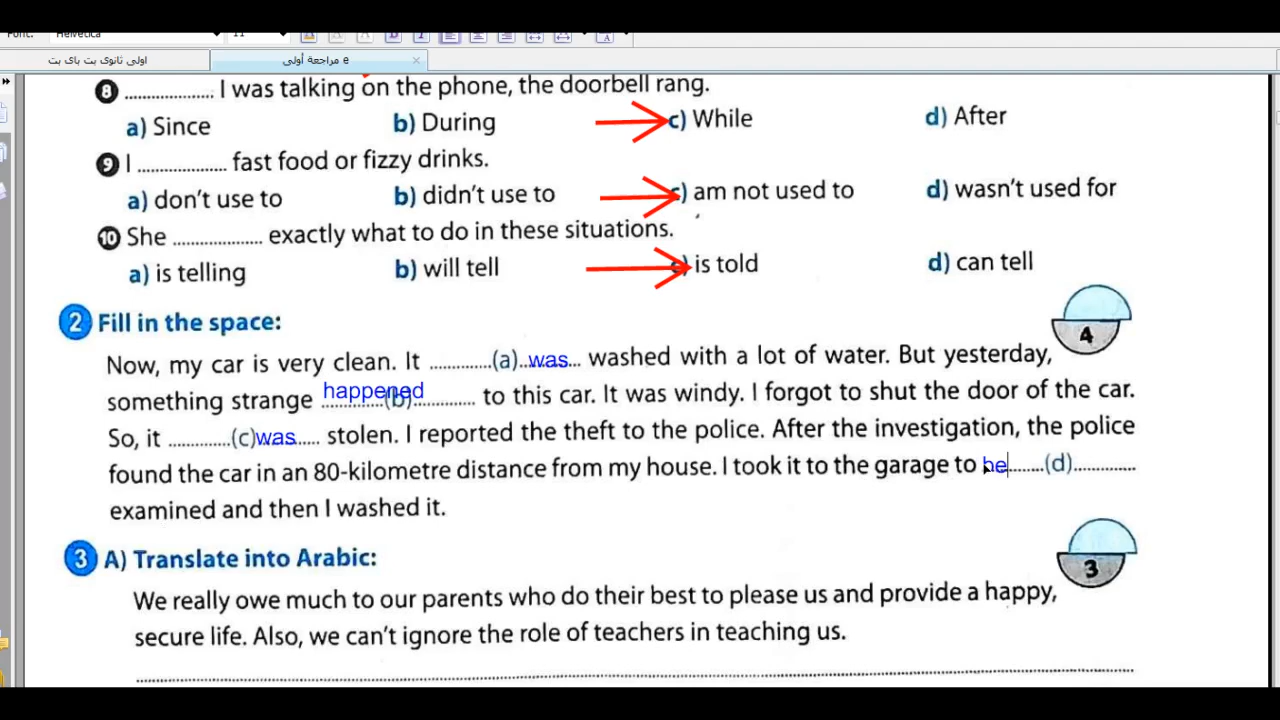 Font: Helvetica 11
اولى ثانوى بت باى بت
e مراجعة أولى
8 .................... I was talking on the phone, the doorbell rang.
a) Since b) During c) While d) After
9 I .................... fast food or fizzy drinks.
a) don't use to b) didn't use to c) am not used to d) wasn't used for
10 She .................... exactly what to do in these situations.
a) is telling b) will tell c) is told d) can tell
2 Fill in the space:
4
Now, my car is very clean. It .............(a)..was... washed with a lot of water. But yesterday,
something strange happened .............(b)............. to this car. It was windy. I forgot to shut the door of the car.
So, it .............(c)was..... stolen. I reported the theft to the police. After the investigation, the police
found the car in an 80-kilometre distance from my house. I took it to the garage to be........(d).............
examined and then I washed it.
3 A) Translate into Arabic:
3
We really owe much to our parents who do their best to please us and provide a happy,
secure life. Also, we can't ignore the role of teachers in teaching us.